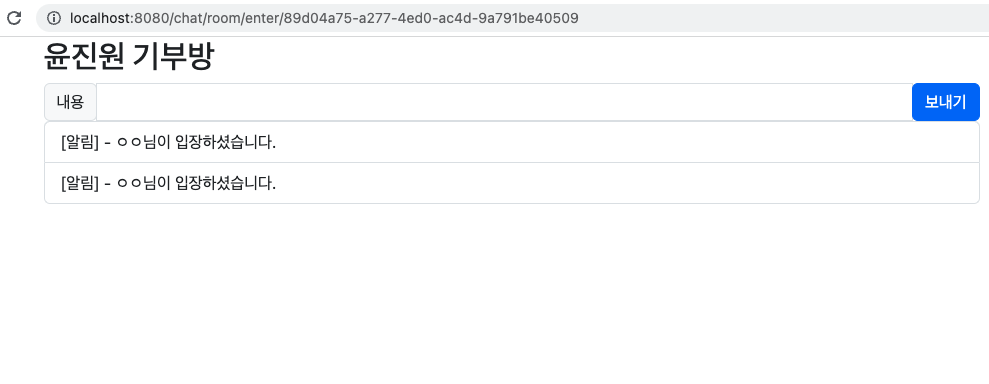 localhost:8080/chat/room/enter/89d04a75-a277-4ed0-ac4d-9a791be40509
윤진원 기부방
내용 보내기
[알림] - ㅇㅇ님이 입장하셨습니다.
[알림] - ㅇㅇ님이 입장하셨습니다.